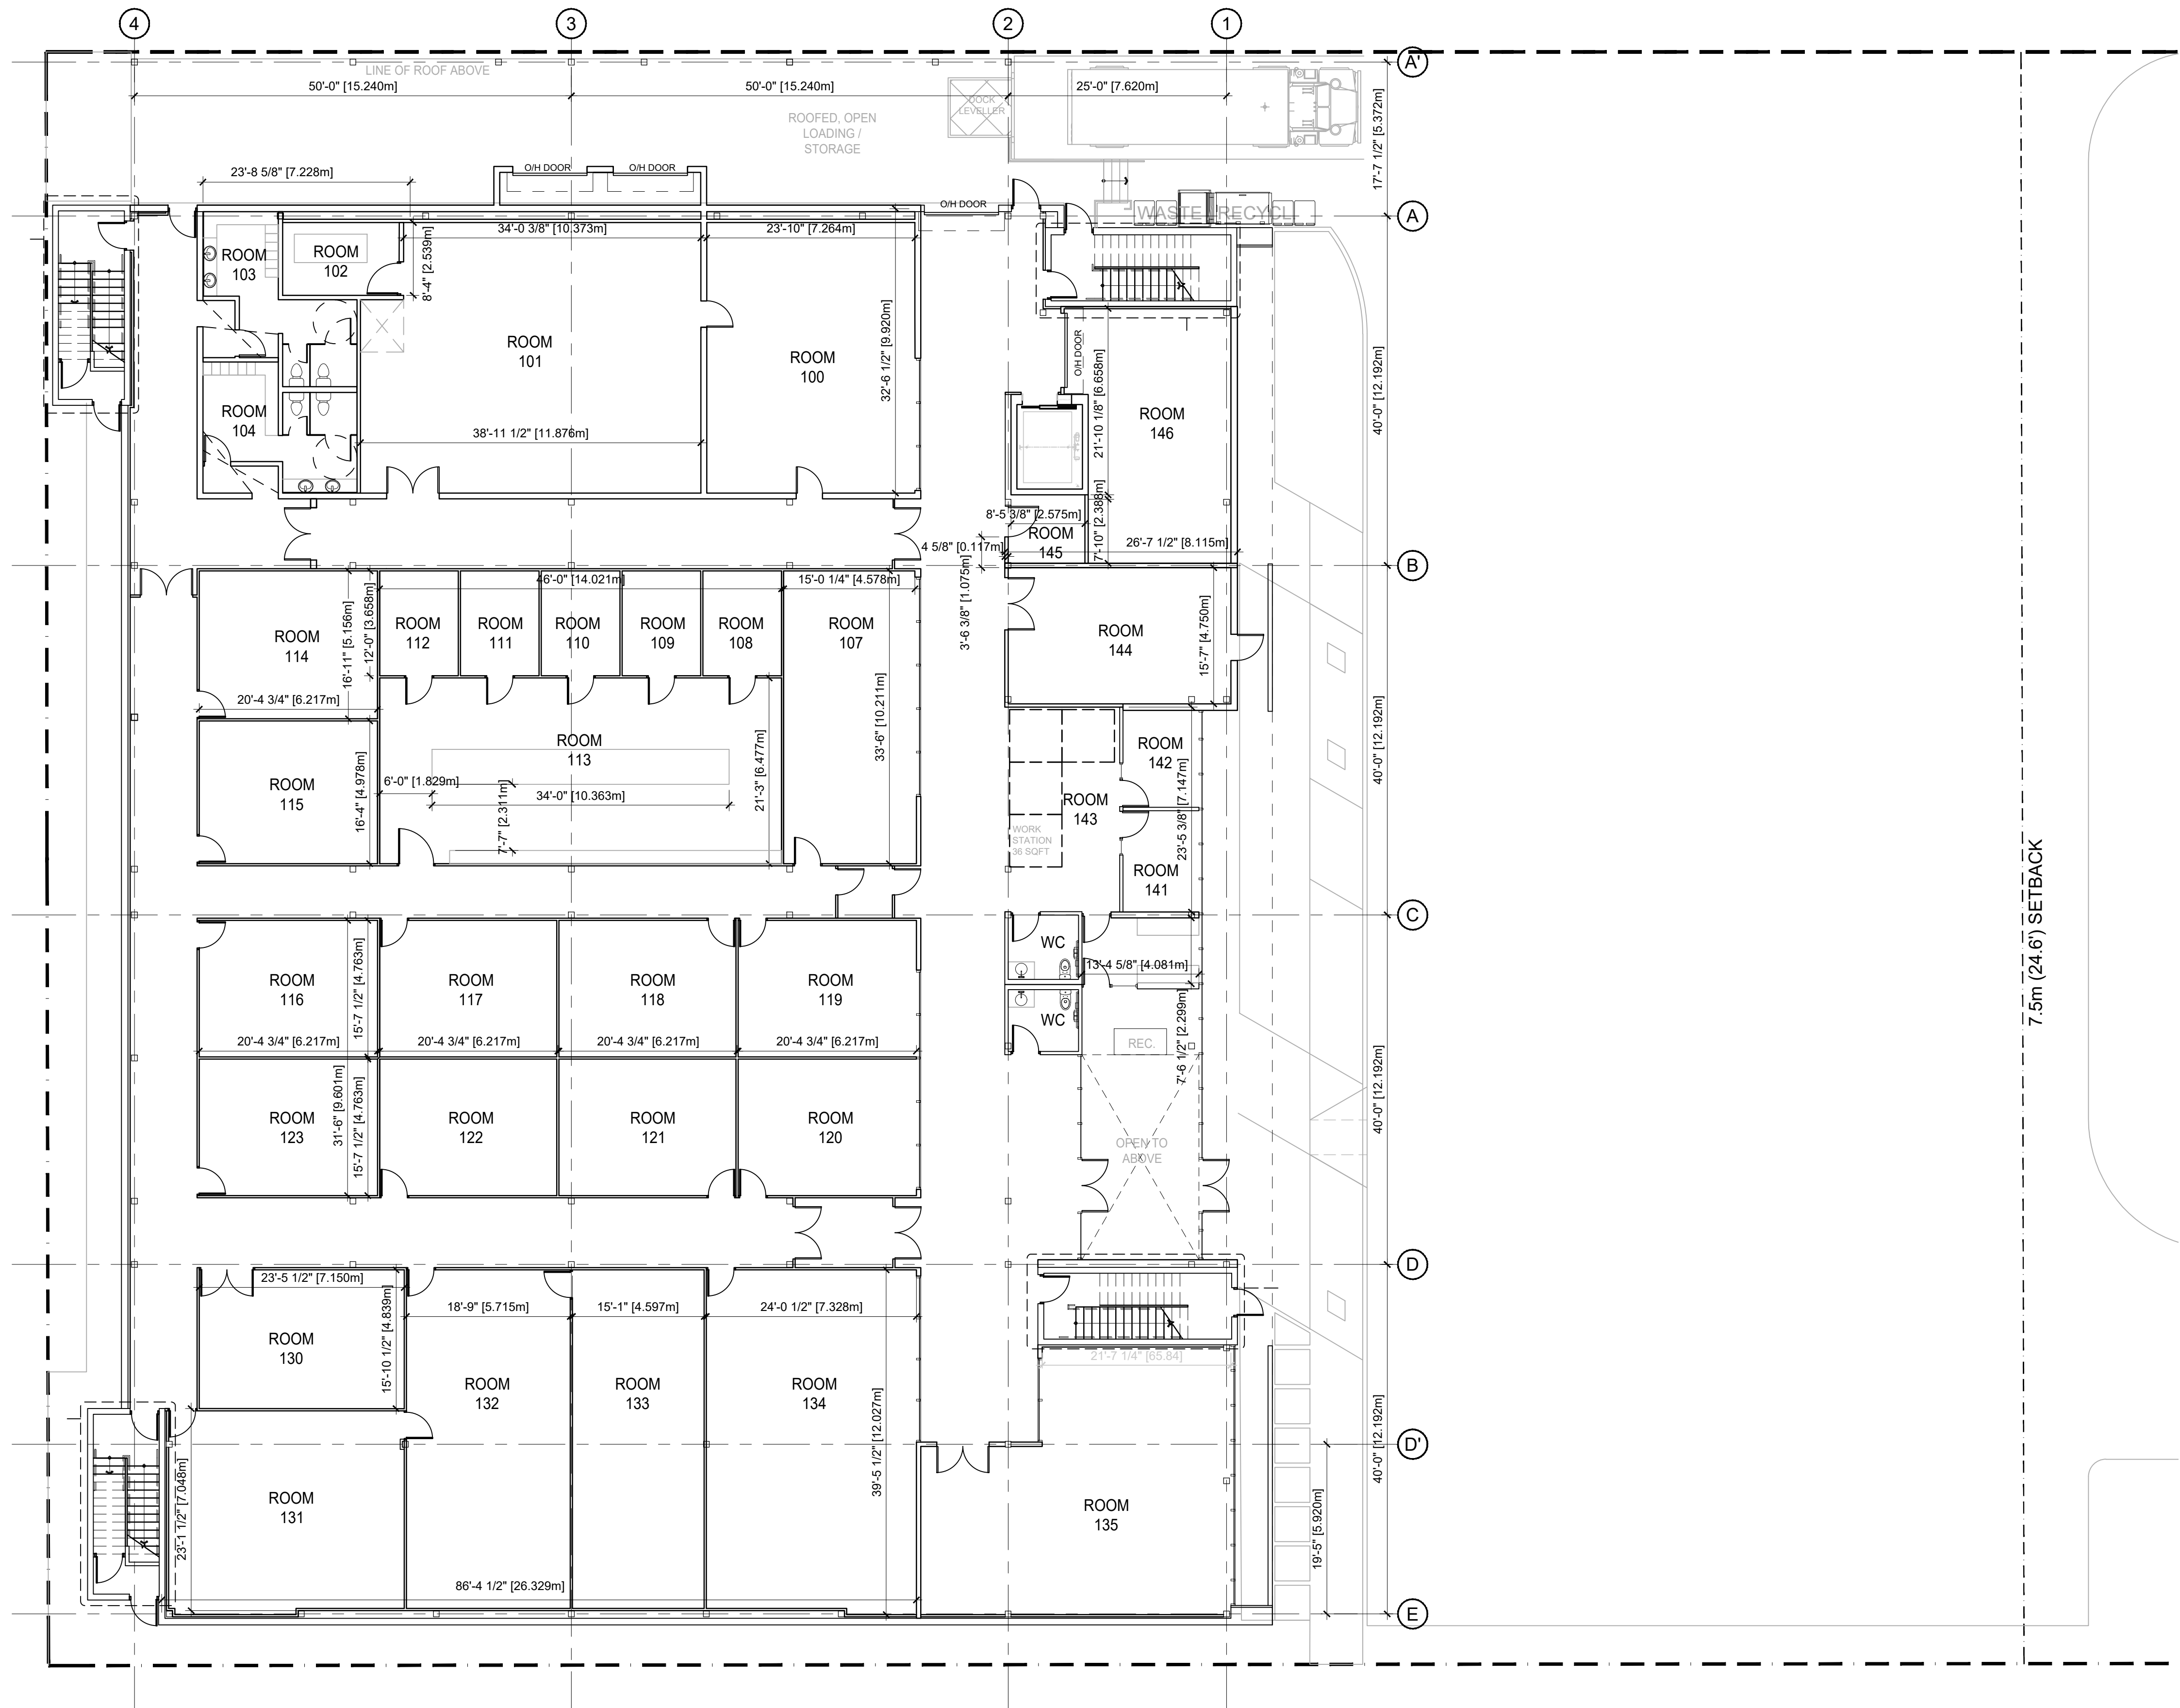 4
3
2
1
A'
LINE OF ROOF ABOVE
50'-0" [15.240m]
50'-0" [15.240m]
25'-0" [7.620m]
DOCK
LEVELLER
ROOFED, OPEN
LOADING /
STORAGE
17'-7 1/2" [5.372m]
23'-8 5/8" [7.228m]
O/H DOOR
O/H DOOR
O/H DOOR
WASTE
RECYCL
A
34'-0 3/8" [10.373m]
23'-10" [7.264m]
ROOM
103
ROOM
102
8'-4" [2.539m]
ROOM
101
ROOM
100
32'-6 1/2" [9.920m]
O/H DOOR
21'-10 1/8" [6.658m]
40'-0" [12.192m]
ROOM
104
38'-11 1/2" [11.876m]
ROOM
146
8'-5 3/8" [2.575m]
7'-10" [2.388m]
ROOM
145
4 5/8" [0.117m]
26'-7 1/2" [8.115m]
3'-6 3/8" [1.075m]
B
46'-0" [14.021m]
15'-0 1/4" [4.578m]
ROOM
114
16'-11" [5.156m]
12'-0" [3.658m]
ROOM
112
ROOM
111
ROOM
110
ROOM
109
ROOM
108
ROOM
107
ROOM
144
15'-7" [4.750m]
20'-4 3/4" [6.217m]
33'-6" [10.211m]
40'-0" [12.192m]
ROOM
113
ROOM
142
ROOM
115
16'-4" [4.978m]
6'-0" [1.829m]
34'-0" [10.363m]
7'-7" [2.311m]
21'-3" [6.477m]
ROOM
143
WORK
STATION
36 SQFT
23'-5 3/8" [7.147m]
ROOM
141
7.5m (24.6') SETBACK
C
WC
13'-4 5/8" [4.081m]
ROOM
116
15'-7 1/2" [4.763m]
ROOM
117
ROOM
118
ROOM
119
WC
REC.
7'-6 1/2" [2.299m]
20'-4 3/4" [6.217m]
20'-4 3/4" [6.217m]
20'-4 3/4" [6.217m]
20'-4 3/4" [6.217m]
40'-0" [12.192m]
ROOM
123
31'-6" [9.601m]
15'-7 1/2" [4.763m]
ROOM
122
ROOM
121
ROOM
120
OPEN TO
ABOVE
D
23'-5 1/2" [7.150m]
18'-9" [5.715m]
15'-1" [4.597m]
24'-0 1/2" [7.328m]
ROOM
130
15'-10 1/2" [4.839m]
21'-7 1/4" [65.84]
ROOM
132
ROOM
133
ROOM
134
39'-5 1/2" [12.027m]
D'
40'-0" [12.192m]
ROOM
131
23'-1 1/2" [7.048m]
ROOM
135
19'-5" [5.920m]
86'-4 1/2" [26.329m]
E